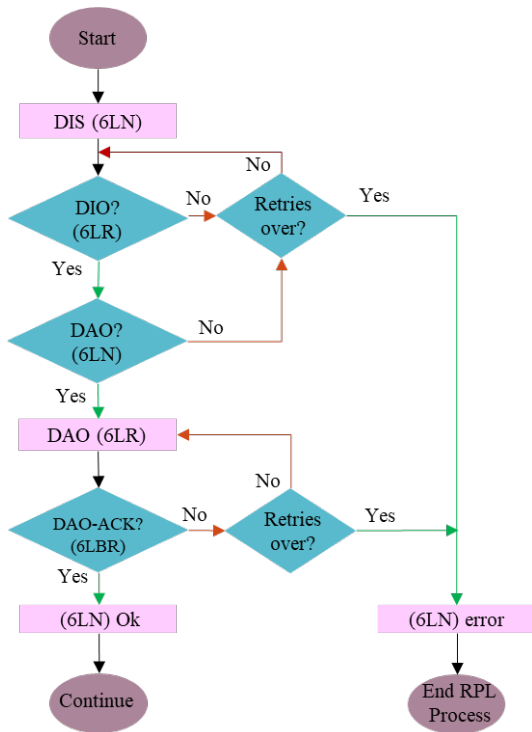 Start
DIS (6LN)
No
DIO?
(6LR)
No
Retries
over?
Yes
Yes
DAO?
(6LN)
No
Yes
DAO (6LR)
No
DAO-ACK?
(6LBR)
No
Retries
over?
Yes
Yes
(6LN) Ok
(6LN) error
Continue
End RPL
Process